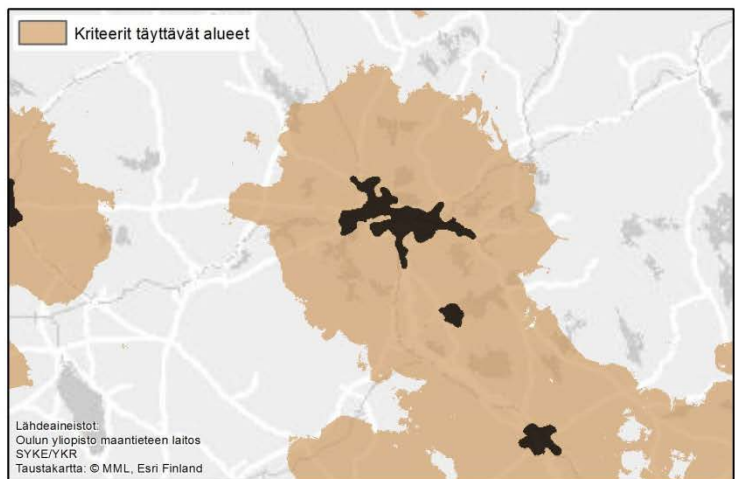 Kriteerit täyttävät alueet
Lähdeaineistot:
Oulun yliopisto maantieteen laitos
SYKE/YKR
Taustakartta: © MML, Esri Finland